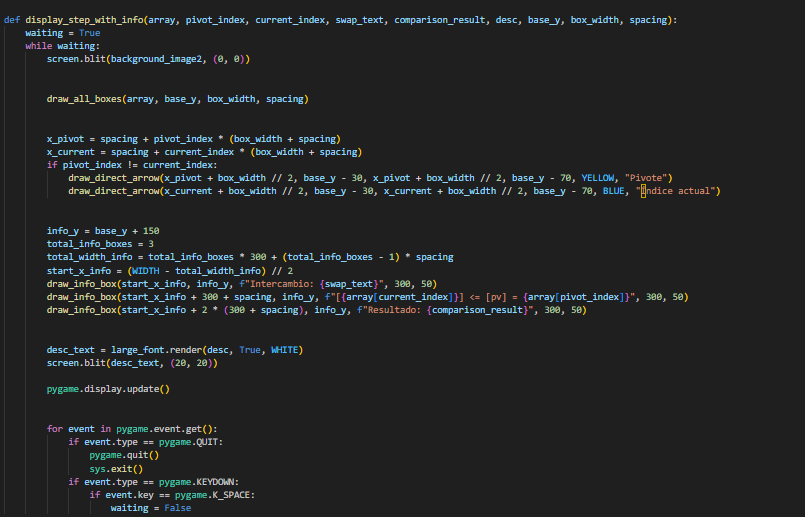 def display_step_with_info(array, pivot_index, current_index, swap_text, comparison_result, desc, base_y, box_width, spacing):
    waiting = True
    while waiting:
        screen.blit(background_image2, (0, 0))
        draw_all_boxes(array, base_y, box_width, spacing)
        x_pivot = spacing + pivot_index * (box_width + spacing)
        x_current = spacing + current_index * (box_width + spacing)
        if pivot_index != current_index:
            draw_direct_arrow(x_pivot + box_width // 2, base_y - 30, x_pivot + box_width // 2, base_y - 70, YELLOW, "Pivote")
            draw_direct_arrow(x_current + box_width // 2, base_y - 30, x_current + box_width // 2, base_y - 70, BLUE, "Índice actual")
        info_y = base_y + 150
        total_info_boxes = 3
        total_width_info = total_info_boxes * 300 + (total_info_boxes - 1) * spacing
        start_x_info = (WIDTH - total_width_info) // 2
        draw_info_box(start_x_info, info_y, f"Intercambio: {swap_text}", 300, 50)
        draw_info_box(start_x_info + 300 + spacing, info_y, f"[{array[current_index]}] <= [pv] = {array[pivot_index]}", 300, 50)
        draw_info_box(start_x_info + 2 * (300 + spacing), info_y, f"Resultado: {comparison_result}", 300, 50)
        desc_text = large_font.render(desc, True, WHITE)
        screen.blit(desc_text, (20, 20))
        pygame.display.update()
        for event in pygame.event.get():
            if event.type == pygame.QUIT:
                pygame.quit()
                sys.exit()
            if event.type == pygame.KEYDOWN:
                if event.key == pygame.K_SPACE:
                    waiting = False